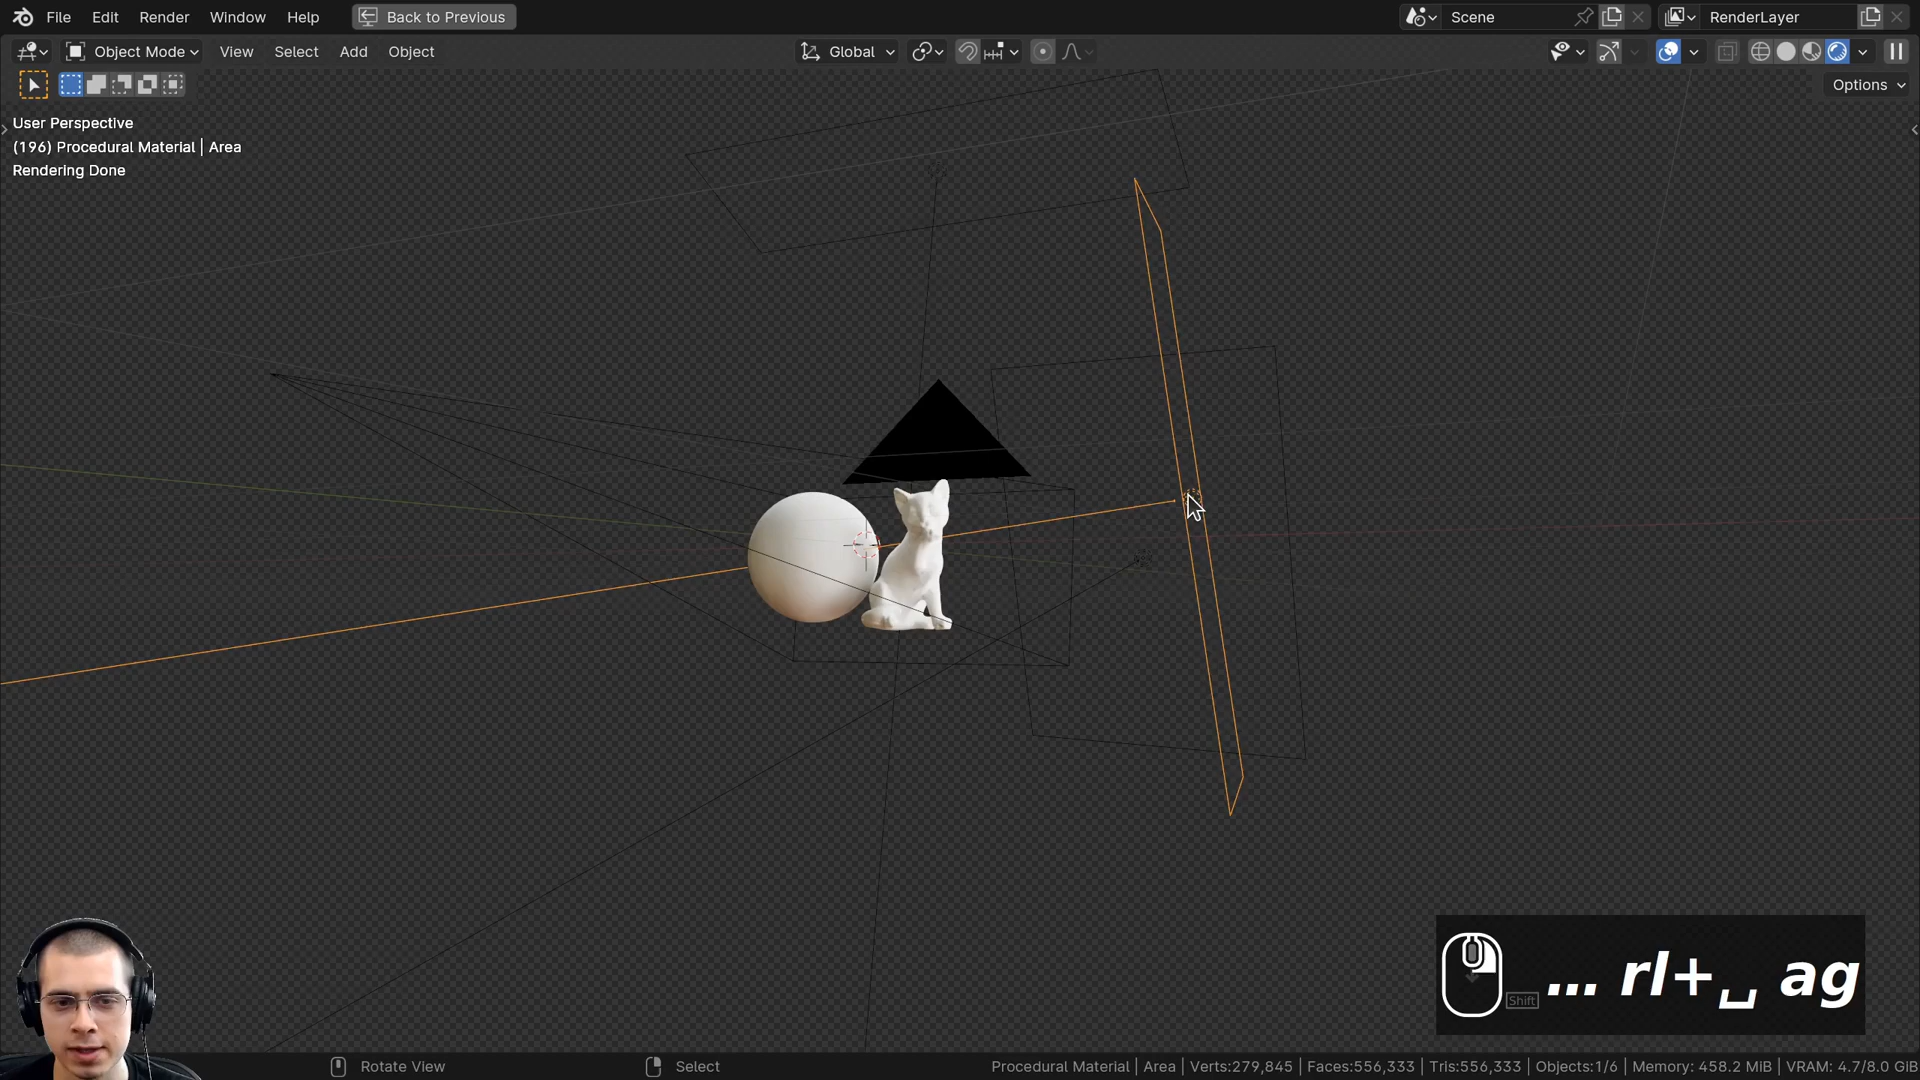 File Edit Render Window Help Back to Previous Scene RenderLayer
Object Mode View Select Add Object Global
Options
User Perspective
(196) Procedural Material | Area
Rendering Done
Shift ... rl+␣ ag
Rotate View Select Procedural Material | Area | Verts:279,845 | Faces:556,333 | Tris:556,333 | Objects:1/6 | Memory: 458.2 MiB | VRAM: 4.7/8.0 GiB